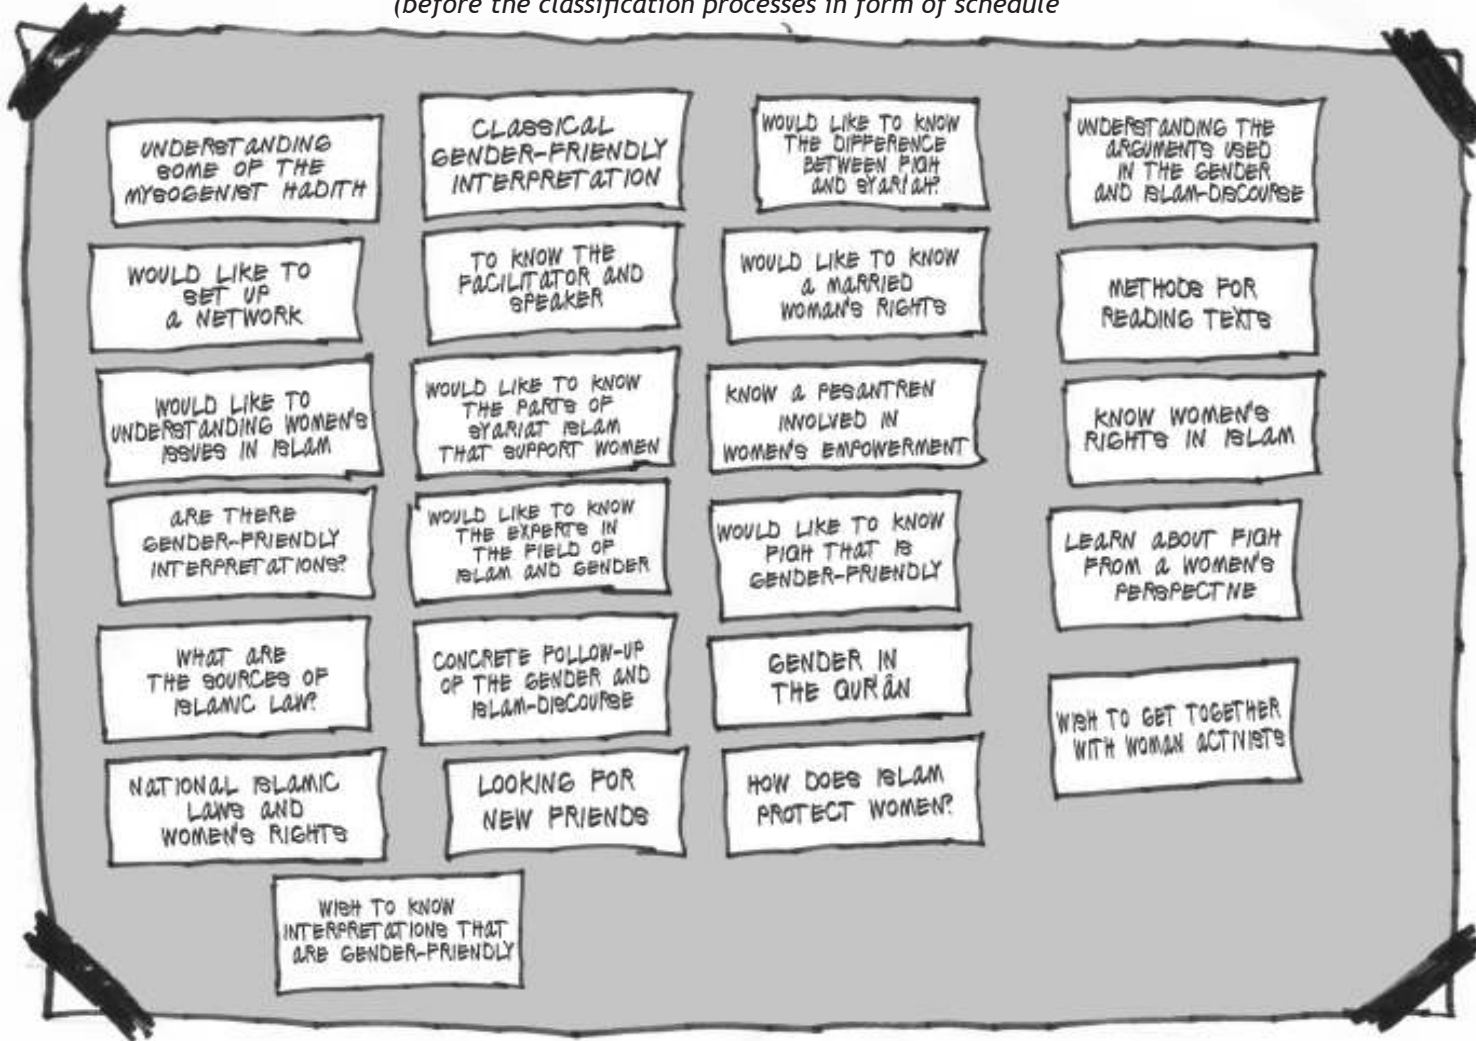 (before the classification processes in form of schedule
UNDERSTANDING
SOME OF THE
MYSOGENIST HADITH
CLASSICAL
GENDER-FRIENDLY
INTERPRETATION
WOULD LIKE TO KNOW
THE DIFFERENCE
BETWEEN FIQH
AND SYARIAH?
UNDERSTANDING THE
ARGUMENTS USED
IN THE GENDER
AND ISLAM-DISCOURSE
WOULD LIKE TO
SET UP
A NETWORK
TO KNOW THE
FACILITATOR AND
SPEAKER
WOULD LIKE TO KNOW
A MARRIED
WOMAN'S RIGHTS
METHODS FOR
READING TEXTS
WOULD LIKE TO
UNDERSTANDING WOMEN'S
ISSUES IN ISLAM
WOULD LIKE TO KNOW
THE PARTS OF
SYARIAT ISLAM
THAT SUPPORT WOMEN
KNOW A PESANTREN
INVOLVED IN
WOMEN'S EMPOWERMENT
KNOW WOMEN'S
RIGHTS IN ISLAM
ARE THERE
GENDER-FRIENDLY
INTERPRETATIONS?
WOULD LIKE TO KNOW
THE EXPERTS IN
THE FIELD OF
ISLAM AND GENDER
WOULD LIKE TO KNOW
FIQH THAT IS
GENDER-FRIENDLY
LEARN ABOUT FIQH
FROM A WOMEN'S
PERSPECTIVE
WHAT ARE
THE SOURCES OF
ISLAMIC LAW?
CONCRETE FOLLOW-UP
OF THE GENDER AND
ISLAM-DISCOURSE
GENDER IN
THE QUR'ÂN
WISH TO GET TOGETHER
WITH WOMAN ACTIVISTS
NATIONAL ISLAMIC
LAWS AND
WOMEN'S RIGHTS
LOOKING FOR
NEW FRIENDS
HOW DOES ISLAM
PROTECT WOMEN?
WISH TO KNOW
INTERPRETATIONS THAT
ARE GENDER-FRIENDLY